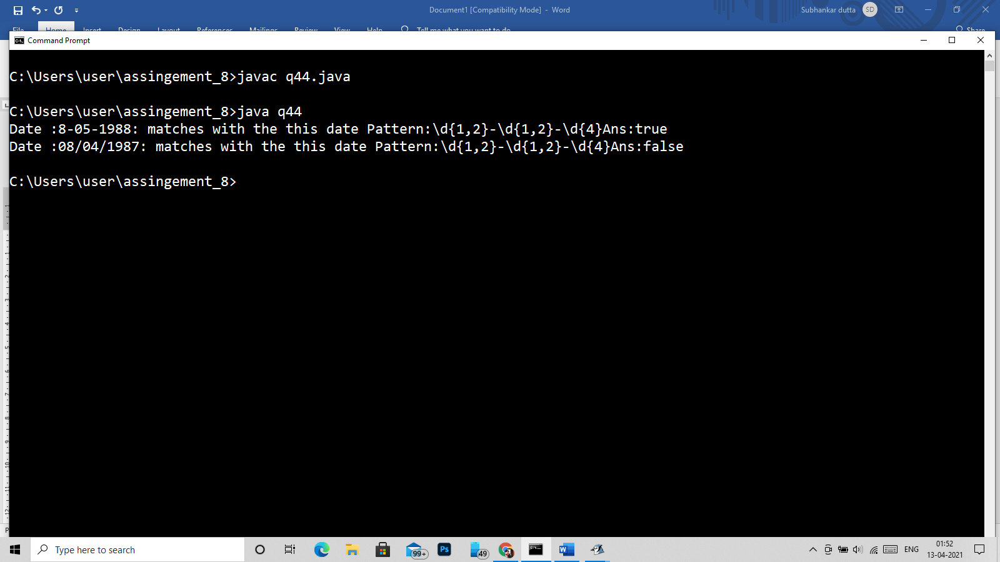 Document1 [Compatibility Mode] - Word
Subhankar dutta
SD
File Home Insert Design Layout References Mailings Review View Help Tell me what you want to do Share
Command Prompt
C:\Users\user\assingement_8>javac q44.java
C:\Users\user\assingement_8>java q44
Date :8-05-1988: matches with the this date Pattern:\d{1,2}-\d{1,2}-\d{4}Ans:true
Date :08/04/1987: matches with the this date Pattern:\d{1,2}-\d{1,2}-\d{4}Ans:false
C:\Users\user\assingement_8>
Type here to search
99+
Ps
49
W
ENG
01:52
13-04-2021